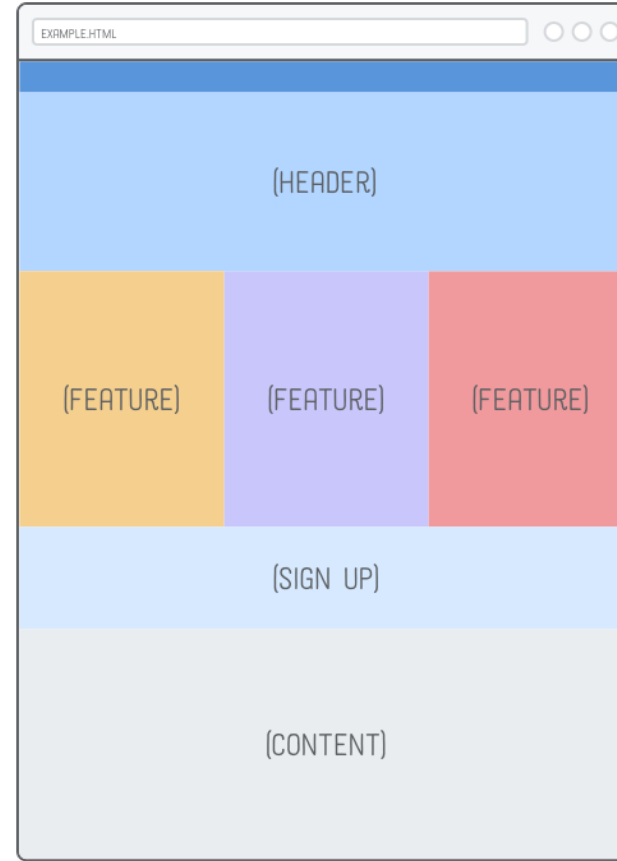 EXAMPLE.HTML
(HEADER)
(FEATURE) (FEATURE) (FEATURE)
(SIGN UP)
(CONTENT)